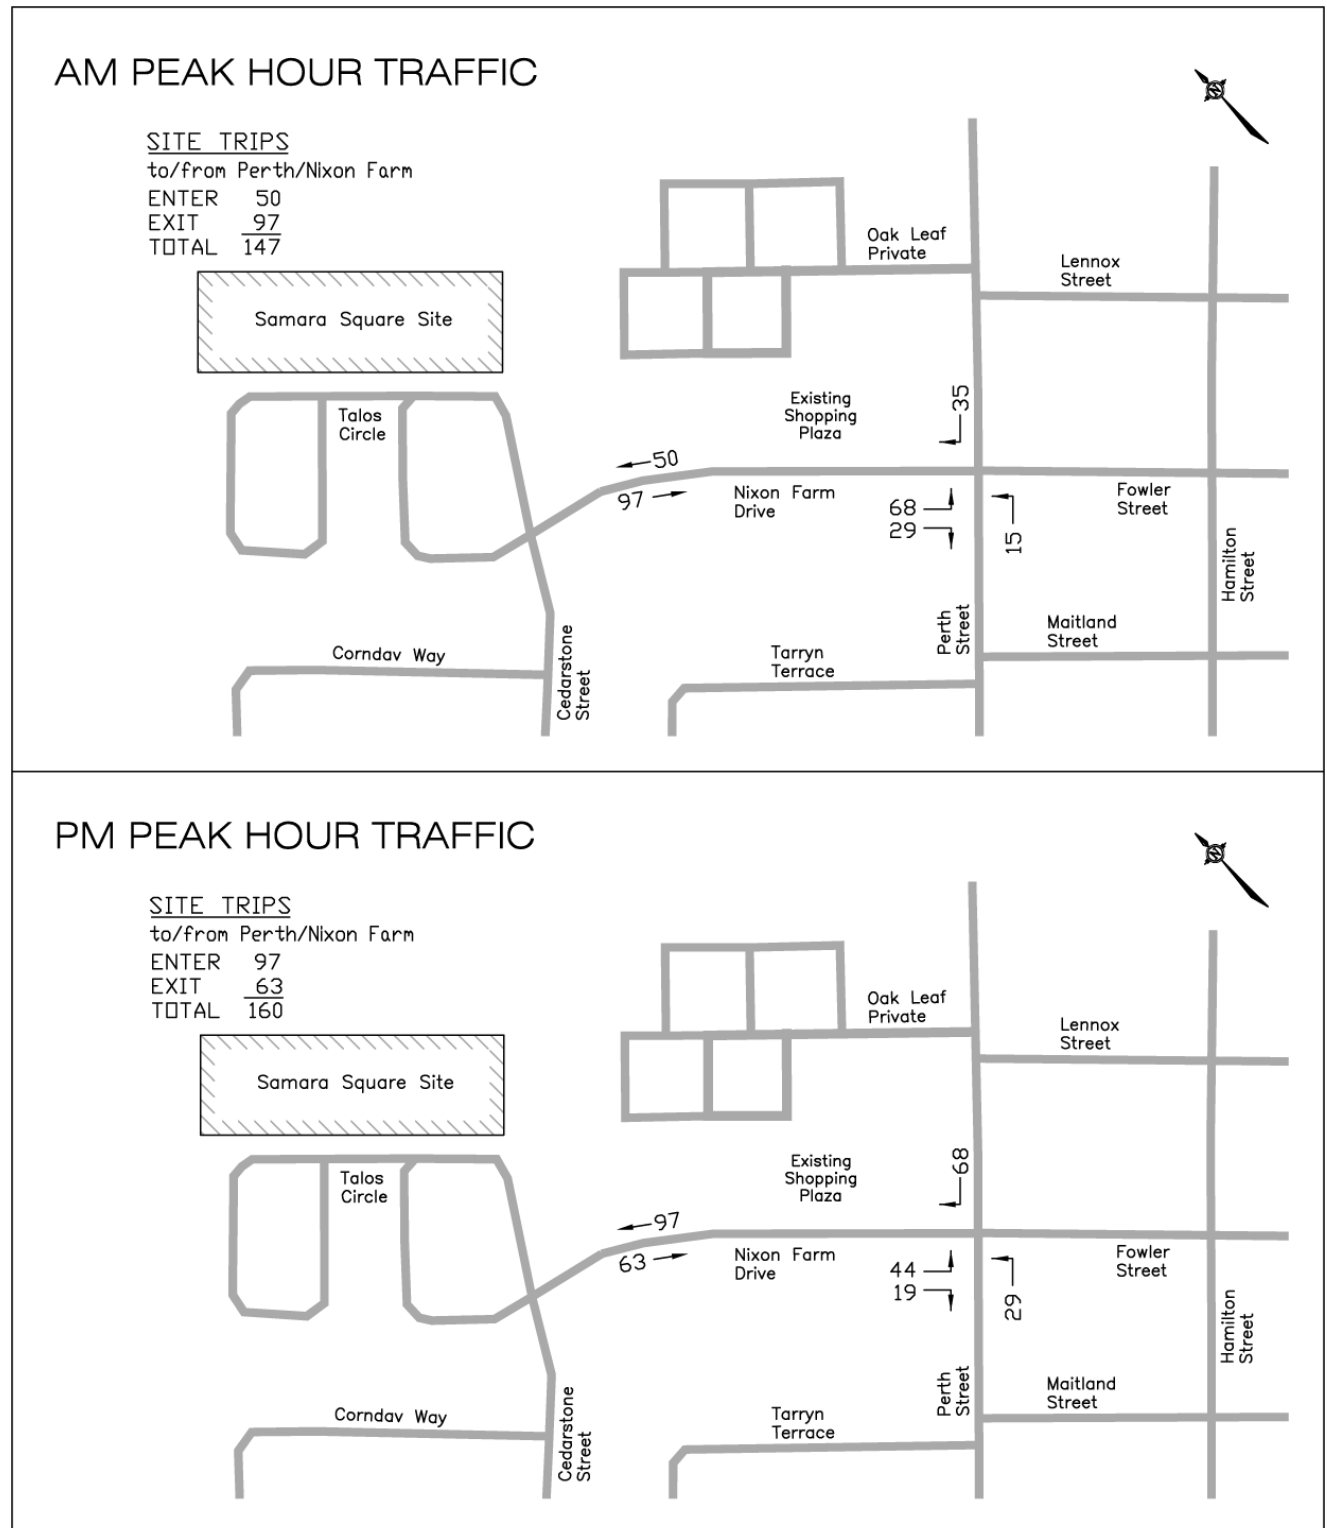 AM PEAK HOUR TRAFFIC
SITE TRIPS
to/from Perth/Nixon Farm
ENTER 50
EXIT 97
TOTAL 147
Samara Square Site
Talos
Circle
Oak Leaf
Private
Lennox
Street
Existing
Shopping
Plaza
35
50
97
Nixon Farm
Drive
68
29
15
Fowler
Street
Hamilton
Street
Perth
Street
Maitland
Street
Corndav Way
Cedarstone
Street
Tarryn
Terrace
N
PM PEAK HOUR TRAFFIC
SITE TRIPS
to/from Perth/Nixon Farm
ENTER 97
EXIT 63
TOTAL 160
Samara Square Site
Talos
Circle
Oak Leaf
Private
Lennox
Street
Existing
Shopping
Plaza
68
97
63
Nixon Farm
Drive
44
19
29
Fowler
Street
Hamilton
Street
Perth
Street
Maitland
Street
Corndav Way
Cedarstone
Street
Tarryn
Terrace
N